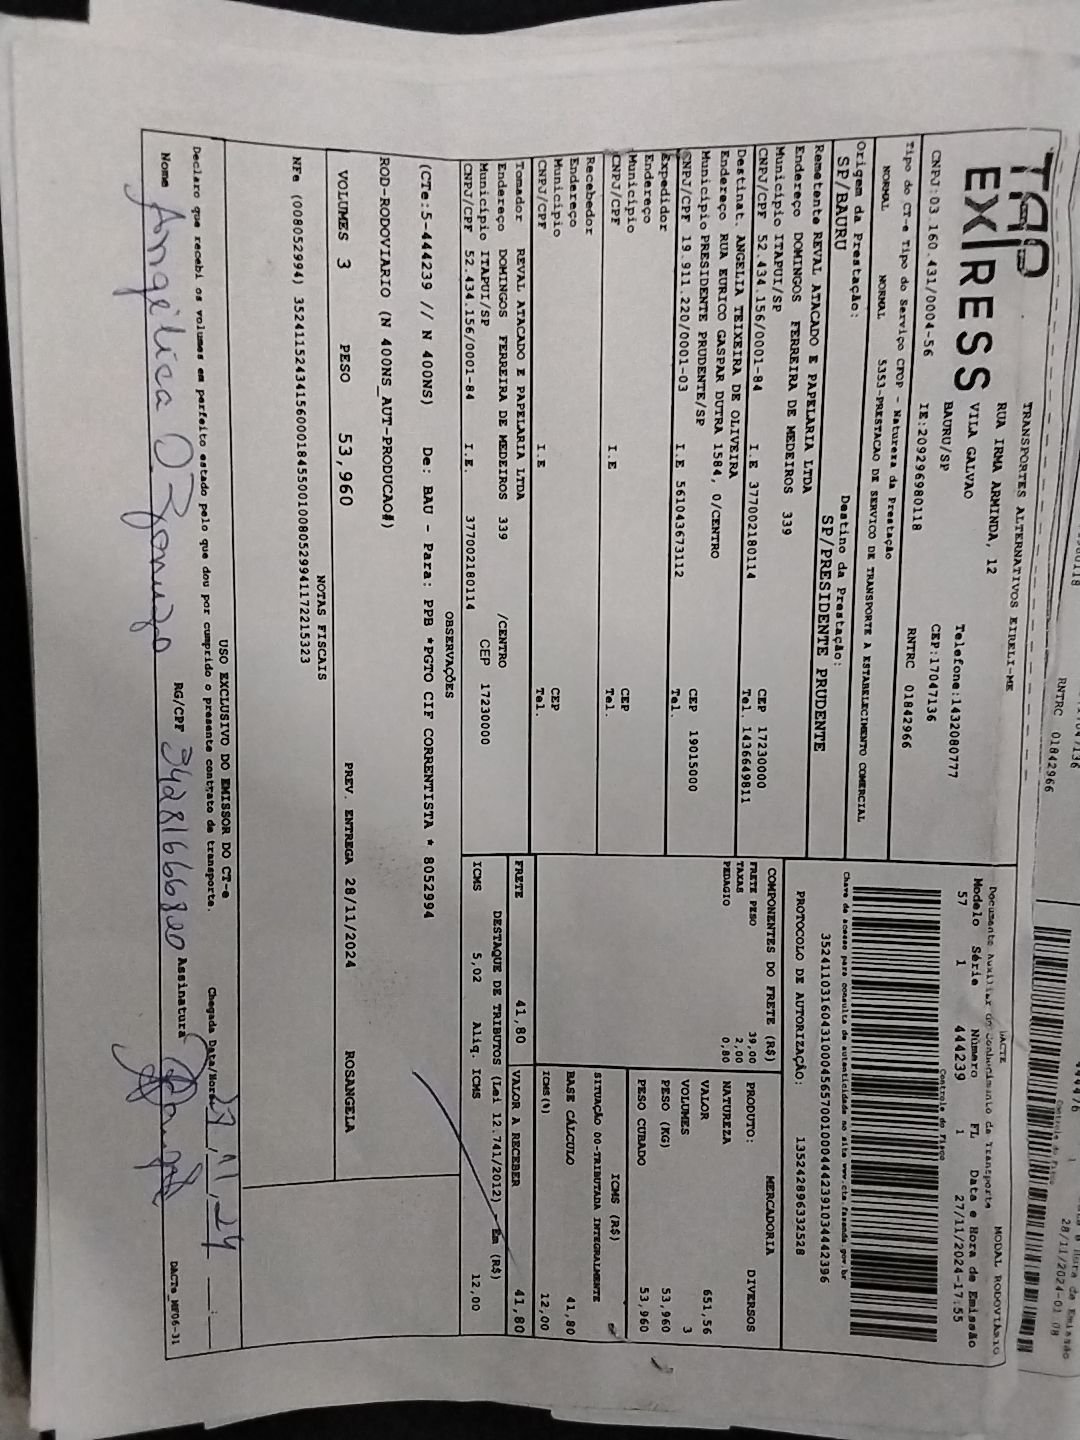 RNTRC 01842966
28/11/2024-01:08
TAP
EXPRESS
TRANSPORTES ALTERNATIVOS EIRELI-ME
RUA IRMA ARMINDA, 12
VILA GALVAO
BAURU/SP
Telefone:1432080777
CEP:17047136
CNPJ:03.160.431/0004-56 IE:209296980118 RNTRC 01842966
DACTE MODAL RODOVIÁRIO
Documento Auxiliar do Conhecimento de Transporte
Modelo Série Número FL Data e Hora de Emissão
57 1 444239 1 27/11/2024-17:55
Controle do Fisco
Chave de acesso para consulta de autenticidade no site www.cte.fazenda.gov.br
35241103160431000456570010004442391034442396
PROTOCOLO DE AUTORIZAÇÃO: 135242896332528
Tipo do CT-e Tipo do Serviço CFOP - Natureza da Prestação
NORMAL NORMAL 5353-PRESTACAO DE SERVICO DE TRANSPORTE A ESTABELECIMENTO COMERCIAL
Origem da Prestação: Destino da Prestação:
SP/BAURU SP/PRESIDENTE PRUDENTE
Remetente REVAL ATACADO E PAPELARIA LTDA
Endereço DOMINGOS FERREIRA DE MEDEIROS 339
Município ITAPUI/SP CEP 17230000
CNPJ/CPF 52.434.156/0001-84 I.E 377002180114 Tel. 1436649811
Destinat. ANGELIA TEIXEIRA DE OLIVEIRA
Endereço RUA EURICO GASPAR DUTRA 1584, 0/CENTRO
Município PRESIDENTE PRUDENTE/SP CEP 19015000
CNPJ/CPF 19.911.220/0001-03 I.E 561043673112 Tel.
Expedidor
Endereço
Município CEP
CNPJ/CPF I.E Tel.
Recebedor
Endereço
Município CEP
CNPJ/CPF I.E Tel.
Tomador REVAL ATACADO E PAPELARIA LTDA
Endereço DOMINGOS FERREIRA DE MEDEIROS 339 /CENTRO
Município ITAPUI/SP CEP 17230000
CNPJ/CPF 52.434.156/0001-84 I.E. 377002180114
COMPONENTES DO FRETE (R$)
FRETE PESO 39,00
TAXAS 2,00
PEDAGIO 0,80
MERCADORIA
PRODUTO: DIVERSOS
NATUREZA
VALOR 651,56
VOLUMES 3
PESO (KG) 53,960
PESO CUBADO 53,960
ICMS (R$)
SITUAÇÃO 00-TRIBUTADA INTEGRALMENTE
BASE CÁLCULO 41,80
ICMS(%) 12,00
FRETE 41,80 VALOR A RECEBER 41,80
DESTAQUE DE TRIBUTOS (Lei 12.741/2012) - Em (R$)
ICMS 5,02 Aliq. ICMS 12,00
OBSERVAÇÕES
(CTe:5-444239 // N 400NS) De: BAU - Para: PPB *PGTO CIF CORRENTISTA * 8052994
ROD-RODOVIARIO (N 400NS_AUT-PRODUCAO#)
VOLUMES 3 PESO 53,960 PREV. ENTREGA 28/11/2024 ROSANGELA
NOTAS FISCAIS
NFe (008052994) 35241152434156000184550010080529941172215323
USO EXCLUSIVO DO EMISSOR DO CT-e
Declaro que recebi os volumes em perfeito estado pelo que dou por cumprido o presente contrato de transporte. Chegada Data/Hora
Nome Angélica RG/CPF Assinatura
DACTe_MF06-31